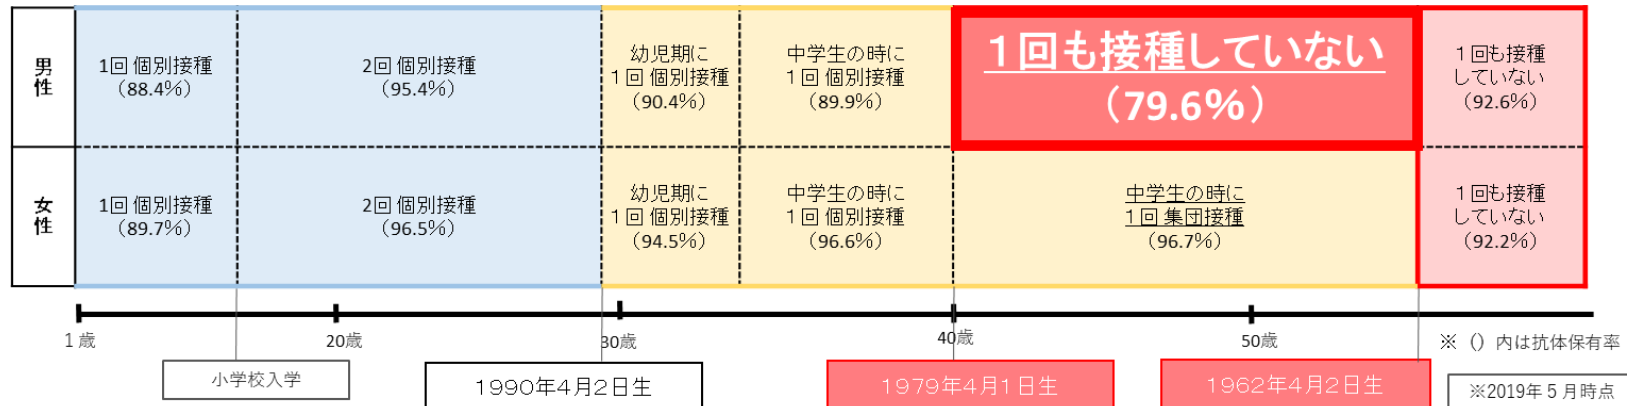 男性
1回 個別接種
（88.4%）
2回 個別接種
（95.4%）
幼児期に
１回 個別接種
（90.4%）
中学生の時に
１回 個別接種
（89.9%）
１回も接種していない
（79.6%）
１回も接種
していない
（92.6%）
女性
1回 個別接種
（89.7%）
2回 個別接種
（96.5%）
幼児期に
１回 個別接種
（94.5%）
中学生の時に
１回 個別接種
（96.6%）
中学生の時に
１回 集団接種
（96.7%）
１回も接種
していない
（92.2%）
1 歳
20歳
30歳
40歳
50歳
※（）内は抗体保有率
小学校入学
１９９０年４月２日生
１９７９年４月１日生
１９６２年４月２日生
※2019年５月時点